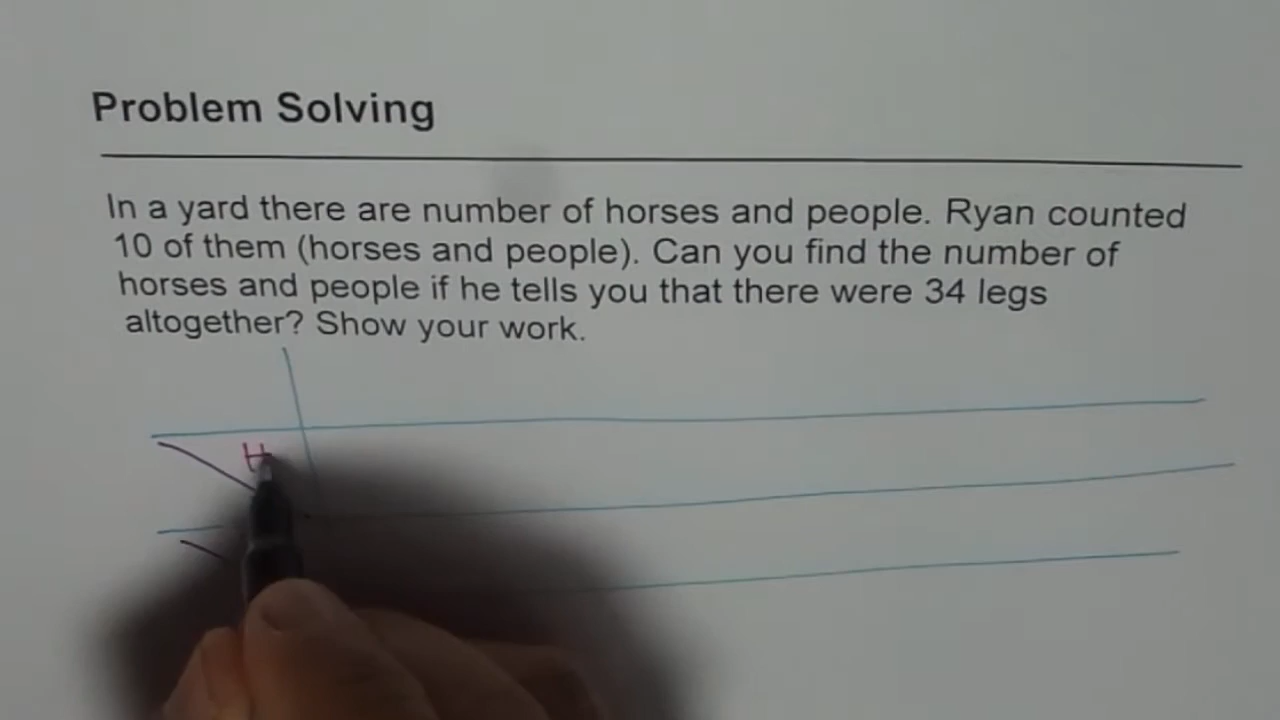 Problem Solving
In a yard there are number of horses and people. Ryan counted
10 of them (horses and people). Can you find the number of
horses and people if he tells you that there were 34 legs
altogether? Show your work.
H